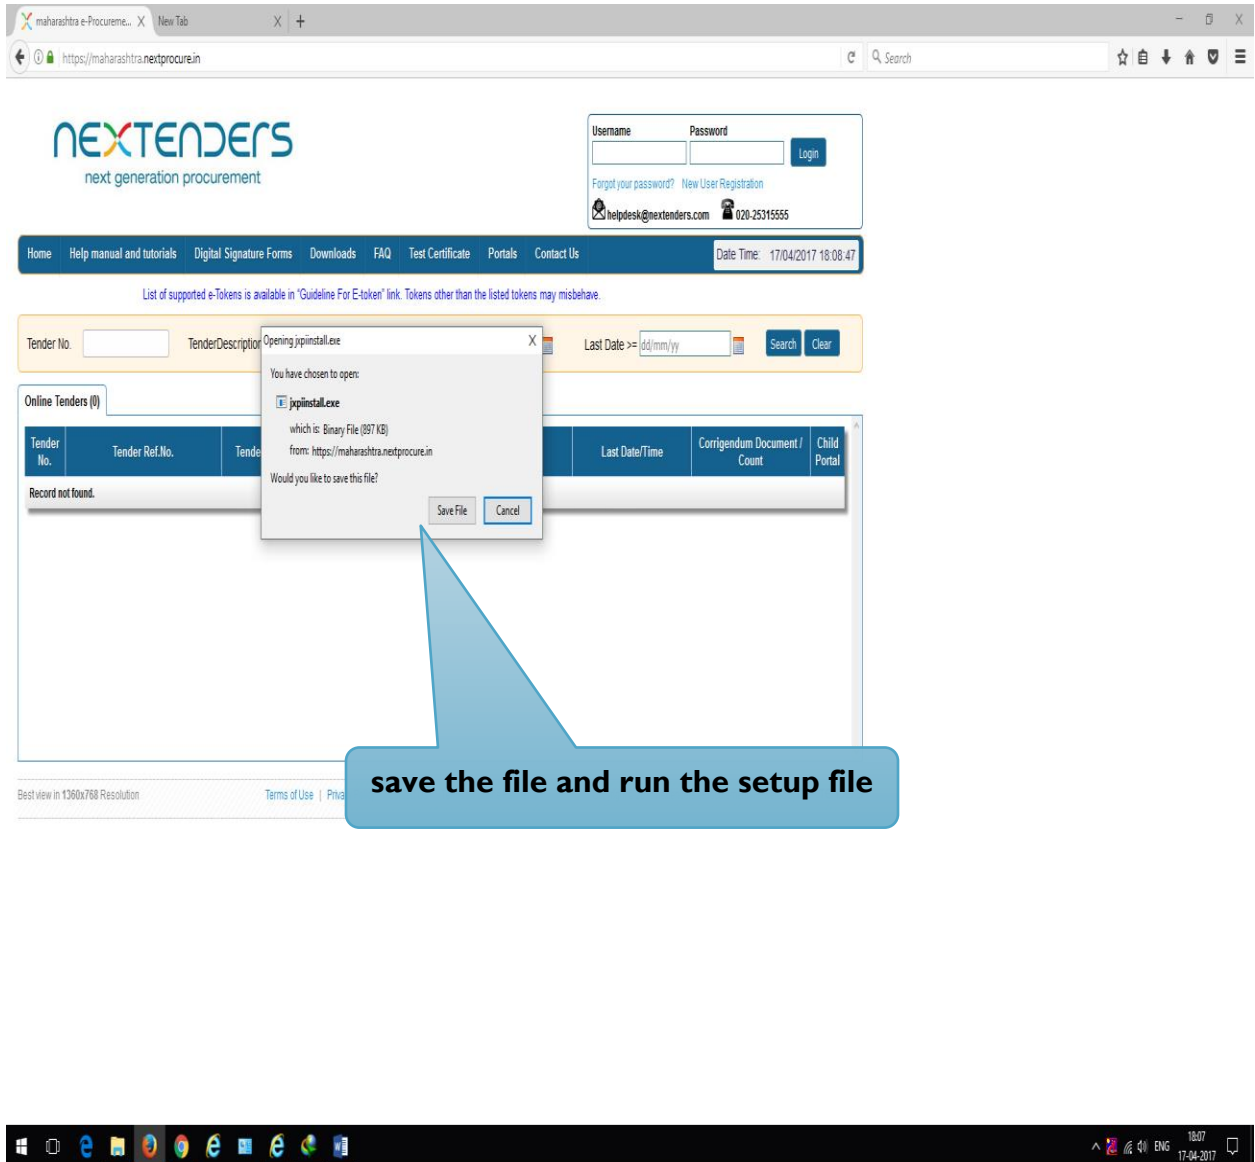 maharashtra e-Procureme... X New Tab X +
https://maharashtra.nextprocure.in Search
NEXTENDERS
next generation procurement
Username Password
Login
Forgot your password? New User Registration
helpdesk@nextenders.com 020-25315555
Home Help manual and tutorials Digital Signature Forms Downloads FAQ Test Certificate Portals Contact Us Date Time: 17/04/2017 18:08:47
List of supported e-Tokens is available in "Guideline For E-token" link. Tokens other than the listed tokens may misbehave.
Tender No. TenderDescription Last Date >= dd/mm/yy Search Clear
Opening jxpiinstall.exe X
You have chosen to open:
jxpiinstall.exe
which is: Binary File (897 KB)
from: https://maharashtra.nextprocure.in
Would you like to save this file?
Save File Cancel
Online Tenders (0)
Tender No. Tender Ref.No. Tende Last Date/Time Corrigendum Document / Count Child Portal
Record not found.
save the file and run the setup file
Best view in 1360x768 Resolution Terms of Use | Priva
ENG 18:07
17-04-2017